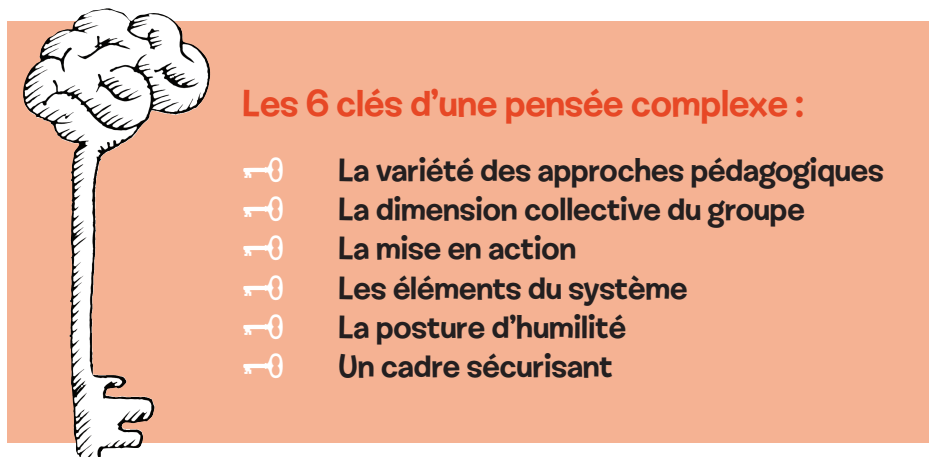 Les 6 clés d’une pensée complexe :
La variété des approches pédagogiques
La dimension collective du groupe
La mise en action
Les éléments du système
La posture d’humilité
Un cadre sécurisant